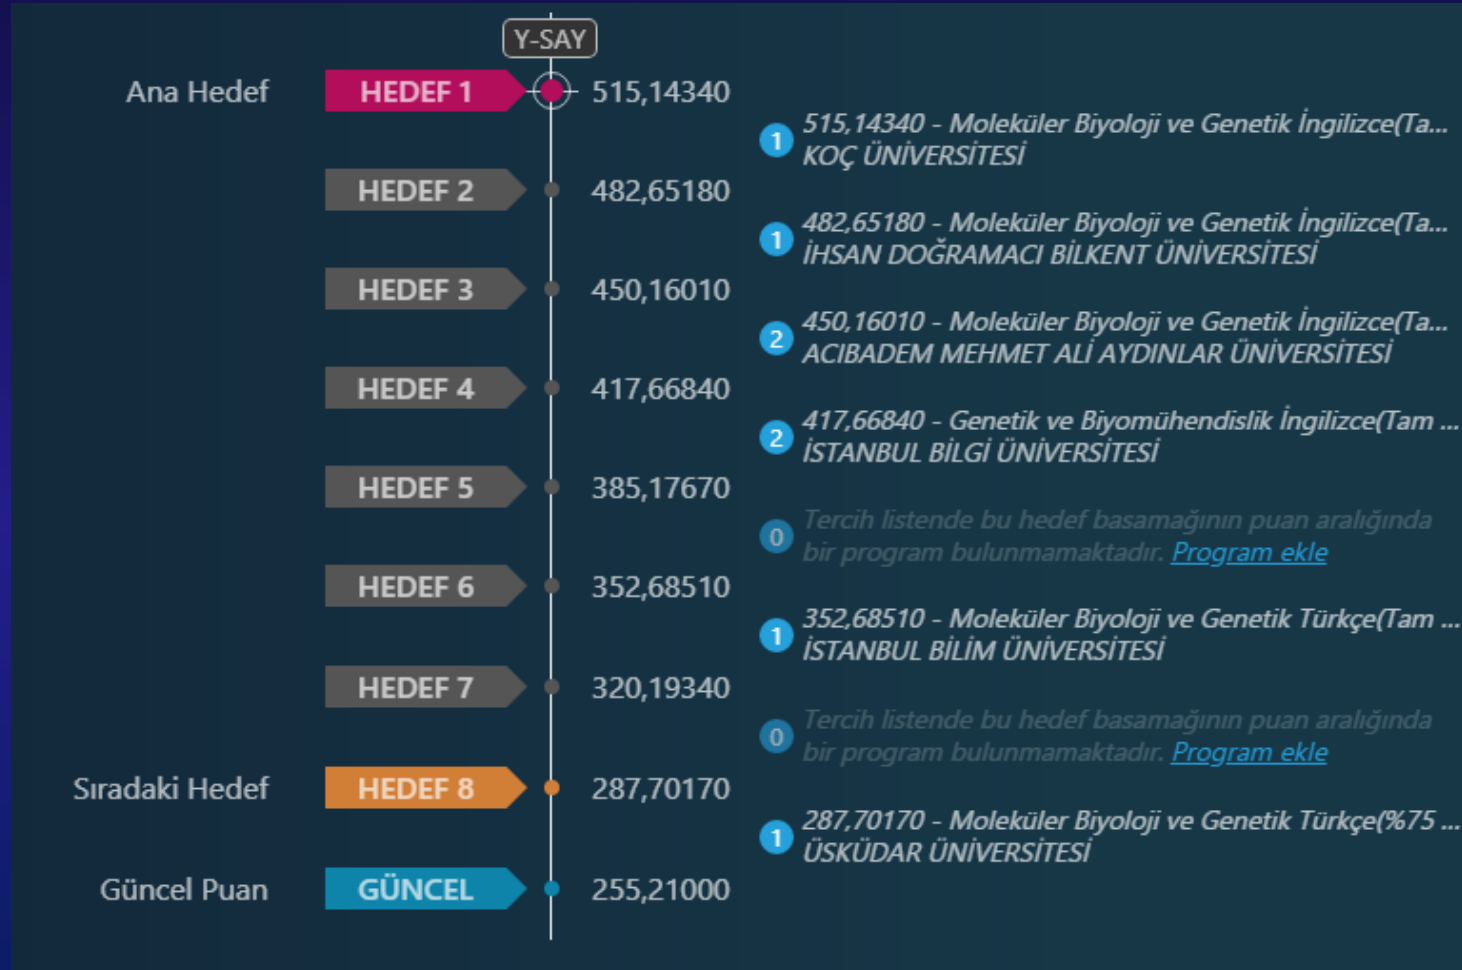 Y-SAY
Ana Hedef HEDEF 1 515,14340
1 515,14340 - Moleküler Biyoloji ve Genetik İngilizce(Ta...
KOÇ ÜNİVERSİTESİ
HEDEF 2 482,65180
1 482,65180 - Moleküler Biyoloji ve Genetik İngilizce(Ta...
İHSAN DOĞRAMACI BİLKENT ÜNİVERSİTESİ
HEDEF 3 450,16010
2 450,16010 - Moleküler Biyoloji ve Genetik İngilizce(Ta...
ACIBADEM MEHMET ALİ AYDINLAR ÜNİVERSİTESİ
HEDEF 4 417,66840
2 417,66840 - Genetik ve Biyomühendislik İngilizce(Tam ...
İSTANBUL BİLGİ ÜNİVERSİTESİ
HEDEF 5 385,17670
0 Tercih listende bu hedef basamağının puan aralığında
bir program bulunmamaktadır. Program ekle
HEDEF 6 352,68510
1 352,68510 - Moleküler Biyoloji ve Genetik Türkçe(Tam ...
İSTANBUL BİLİM ÜNİVERSİTESİ
HEDEF 7 320,19340
0 Tercih listende bu hedef basamağının puan aralığında
bir program bulunmamaktadır. Program ekle
Sıradaki Hedef HEDEF 8 287,70170
1 287,70170 - Moleküler Biyoloji ve Genetik Türkçe(%75 ...
ÜSKÜDAR ÜNİVERSİTESİ
Güncel Puan GÜNCEL 255,21000